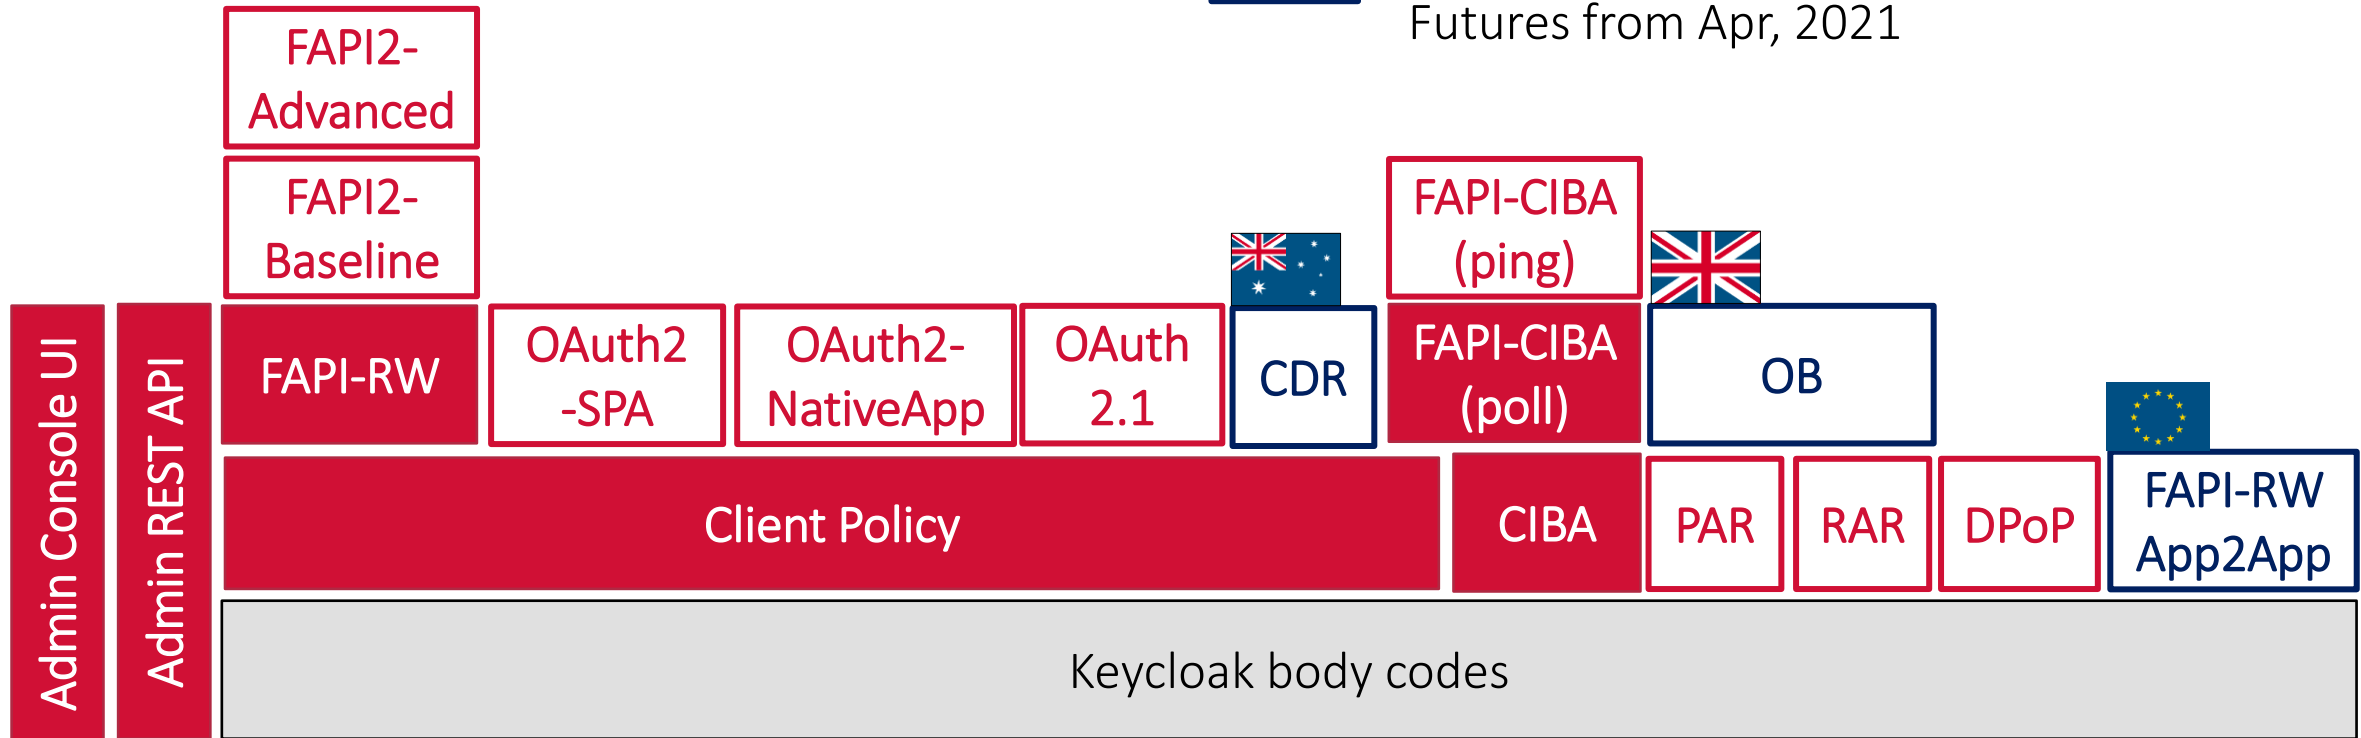 Futures from Apr, 2021
FAPI2-
Advanced
FAPI2-
Baseline
FAPI-CIBA
(ping)
Admin Console UI
Admin REST API
FAPI-RW
OAuth2
-SPA
OAuth2-
NativeApp
OAuth
2.1
CDR
FAPI-CIBA
(poll)
OB
Client Policy
CIBA
PAR
RAR
DPoP
FAPI-RW
App2App
Keycloak body codes